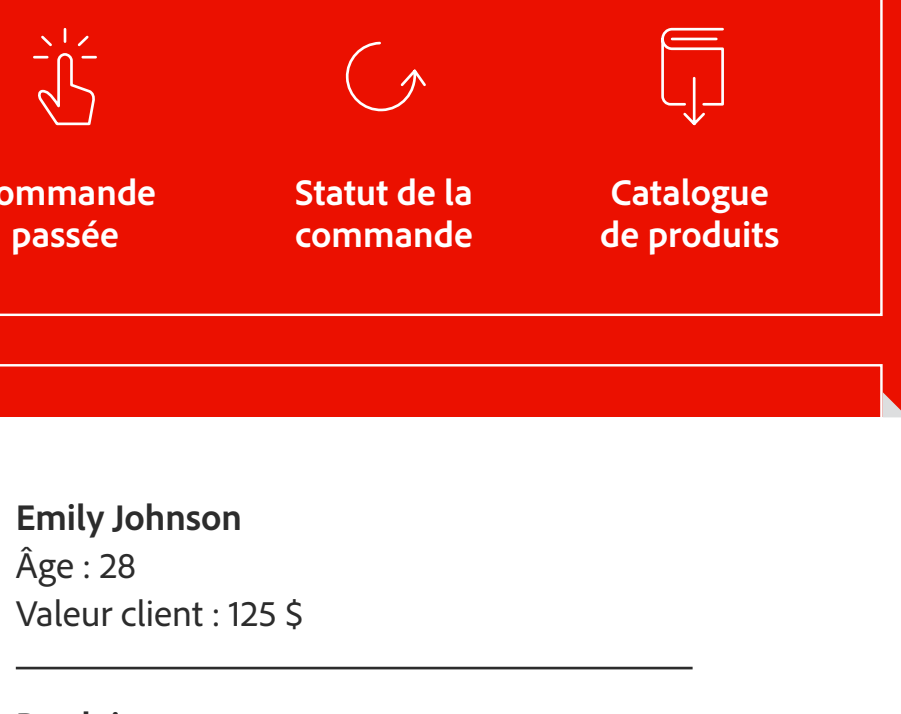 ommande
passée
Statut de la
commande
Catalogue
de produits
Emily Johnson
Âge : 28
Valeur client : 125 $